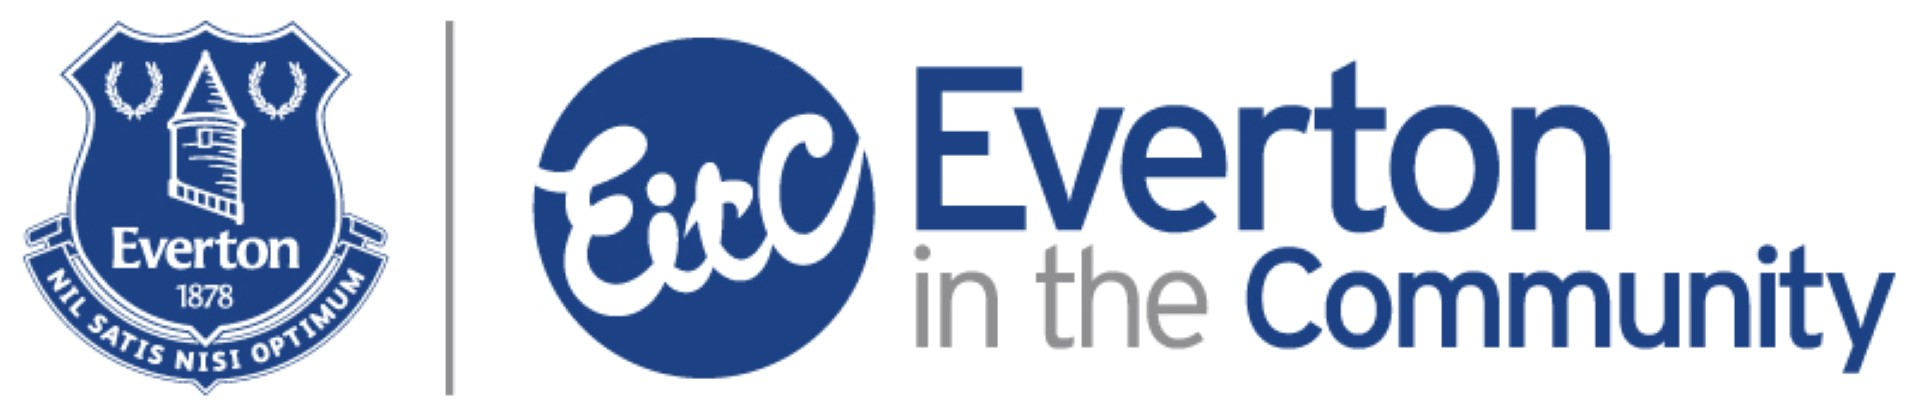 Everton
1878
NIL SATIS NISI OPTIMUM
EitC
Everton
in the Community